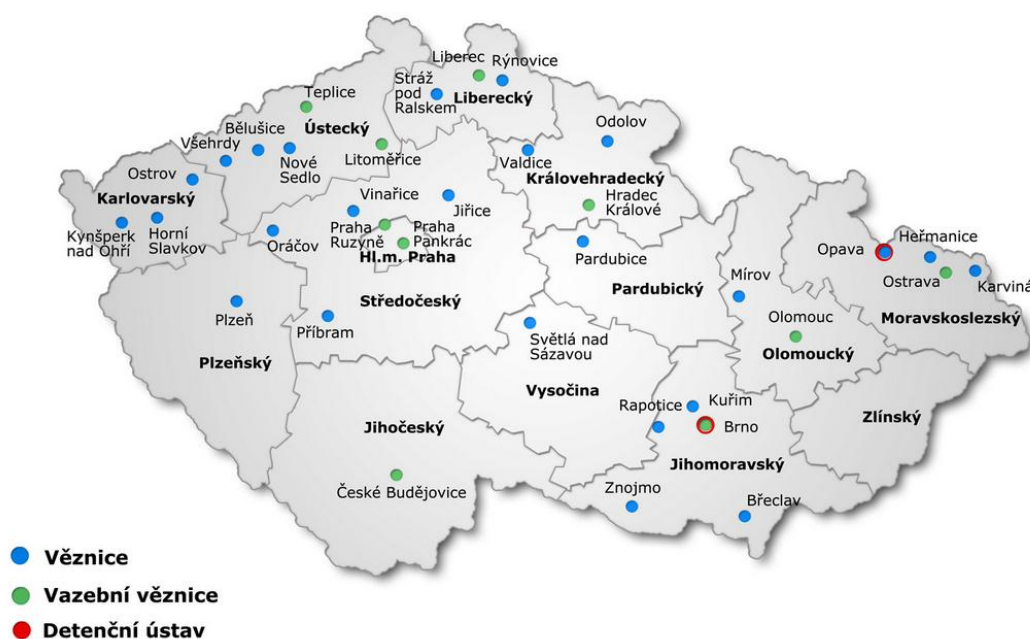 Liberec
Rýnovice
Stráž
pod
Ralskem
Liberecký
Teplice
Ústecký
Odolov
Bělušice
Všehrdy
Nové
Sedlo
Litoměřice
Valdice
Královehradecký
Ostrov
Karlovarský
Vinařice
Jiřice
Hradec
Králové
Kynšperk
nad Ohří
Horní
Slavkov
Oráčov
Praha
Ruzyně
Praha
Pankrác
Hl.m. Praha
Pardubice
Heřmanice
Opava
Mírov
Ostrava
Karviná
Středočeský
Pardubický
Moravskoslezský
Plzeň
Příbram
Olomouc
Světlá nad
Sázavou
Olomoucký
Plzeňský
Vysočina
Kuřim
Rapotice
Brno
Zlínský
Jihočeský
Jihomoravský
České Budějovice
Znojmo
Břeclav
Věznice
Vazební věznice
Detenční ústav